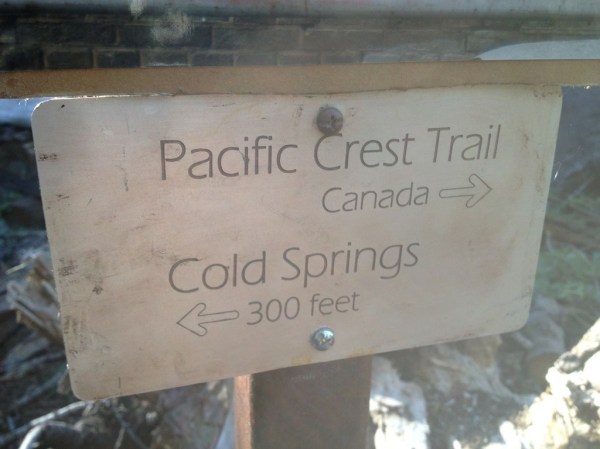 Pacific Crest Trail
Canada
Cold Springs
300 feet